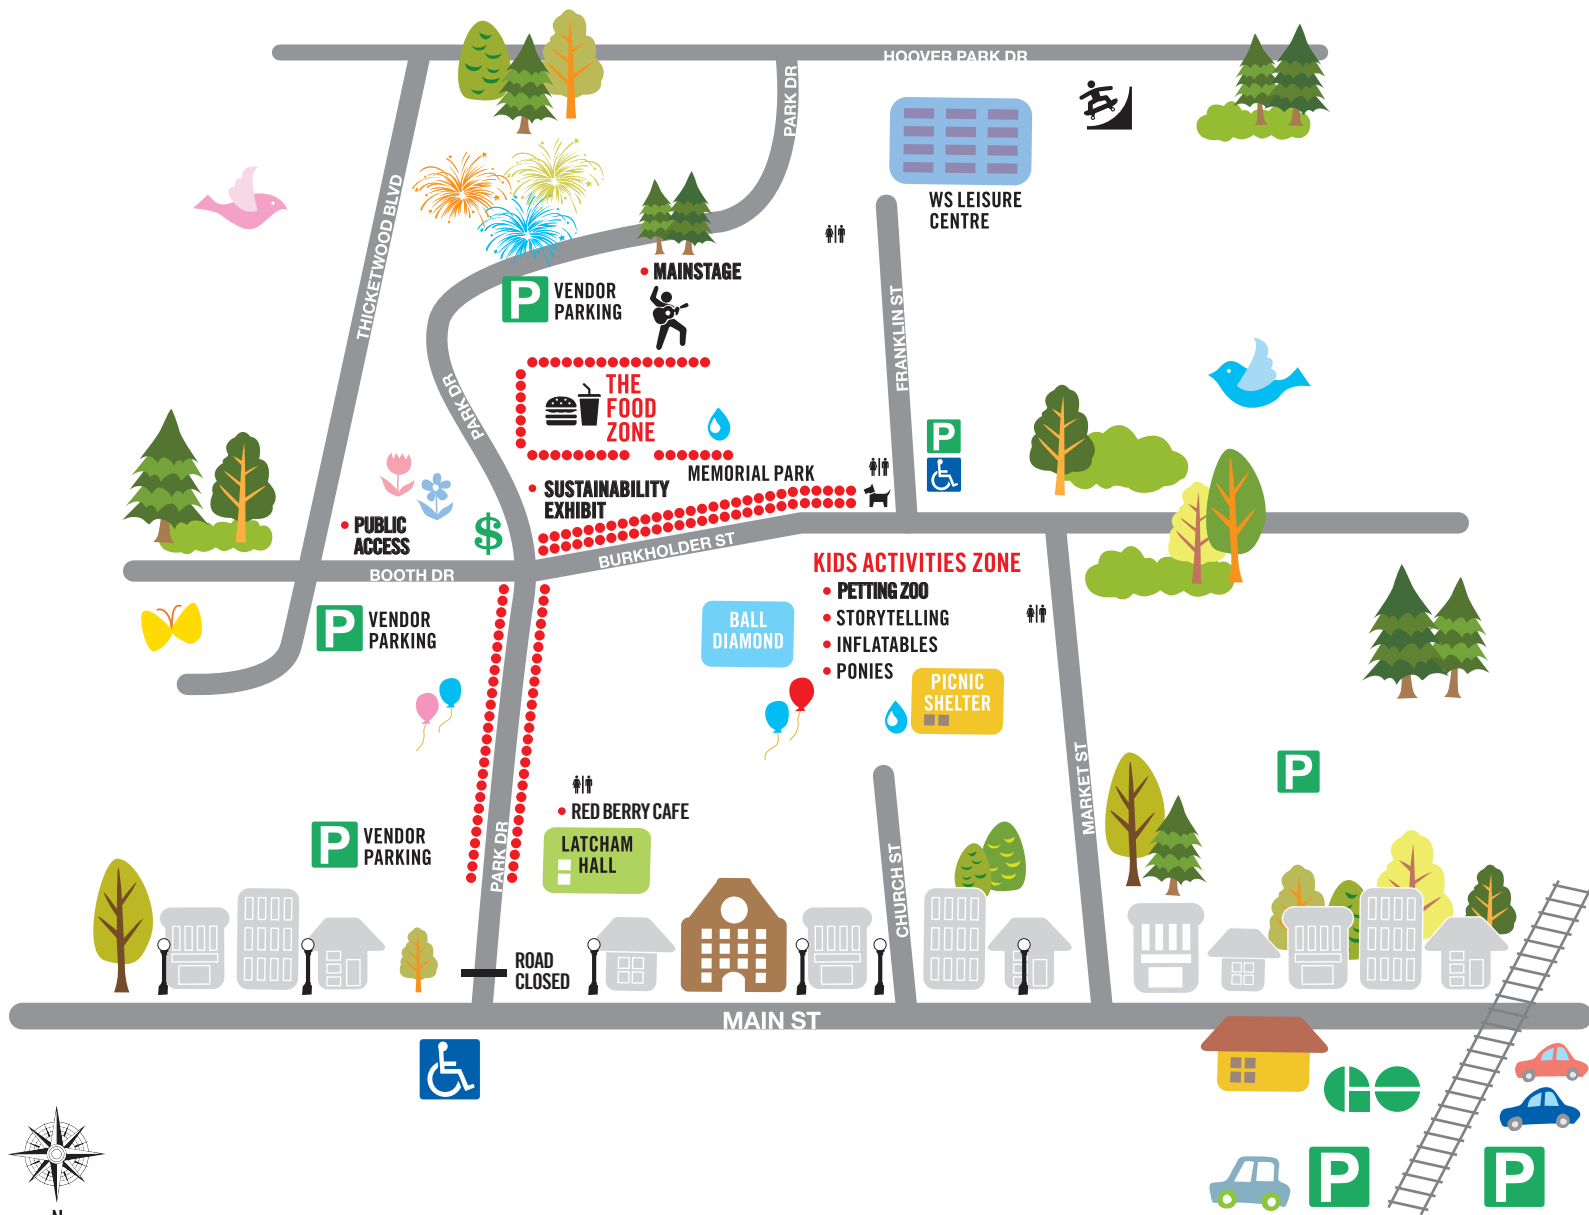 HOOVER PARK DR
PARK DR
THICKETWOOD BLVD
WS LEISURE
CENTRE
MAINSTAGE
P
VENDOR
PARKING
FRANKLIN ST
PARK DR
THE
FOOD
ZONE
P
MEMORIAL PARK
SUSTAINABILITY
EXHIBIT
PUBLIC
ACCESS
$
BURKHOLDER ST
BOOTH DR
KIDS ACTIVITIES ZONE
PETTING ZOO
STORYTELLING
INFLATABLES
PONIES
BALL
DIAMOND
P
VENDOR
PARKING
PICNIC
SHELTER
MARKET ST
P
RED BERRY CAFE
LATCHAM
HALL
P
VENDOR
PARKING
PARK DR
CHURCH ST
ROAD
CLOSED
MAIN ST
GO
P
P
N